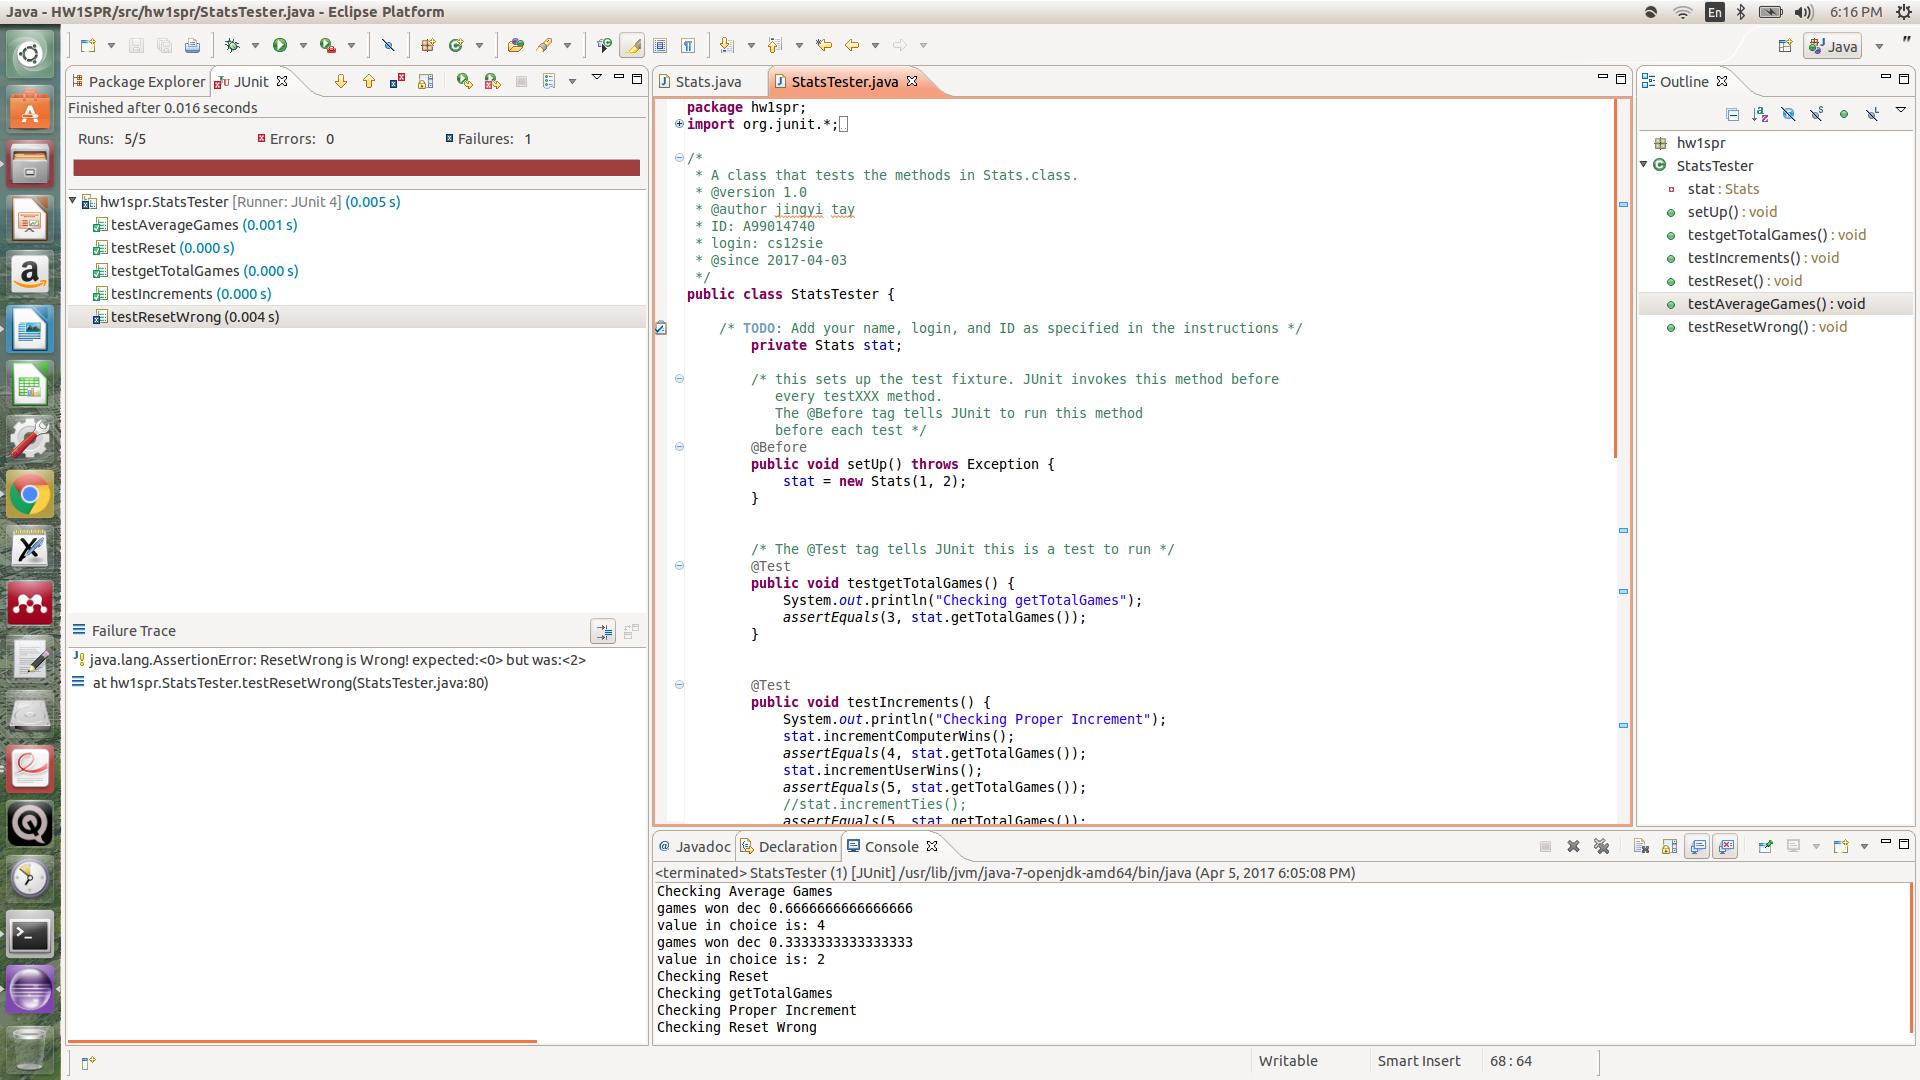 Java - HW1SPR/src/hw1spr/StatsTester.java - Eclipse Platform
En
6:16 PM
Java
Package Explorer
JUnit
Finished after 0.016 seconds
Runs: 5/5
Errors: 0
Failures: 1
hw1spr.StatsTester [Runner: JUnit 4] (0.005 s)
testAverageGames (0.001 s)
testReset (0.000 s)
testgetTotalGames (0.000 s)
testIncrements (0.000 s)
testResetWrong (0.004 s)
Failure Trace
java.lang.AssertionError: ResetWrong is Wrong! expected:<0> but was:<2>
at hw1spr.StatsTester.testResetWrong(StatsTester.java:80)
Stats.java
StatsTester.java
package hw1spr;
import org.junit.*;
/*
* A class that tests the methods in Stats.class.
* @version 1.0
* @author jingyi tay
* ID: A99014740
* login: cs12sie
* @since 2017-04-03
*/
public class StatsTester {
/* TODO: Add your name, login, and ID as specified in the instructions */
private Stats stat;
/* this sets up the test fixture. JUnit invokes this method before
every testXXX method.
The @Before tag tells JUnit to run this method
before each test */
@Before
public void setUp() throws Exception {
stat = new Stats(1, 2);
}
/* The @Test tag tells JUnit this is a test to run */
@Test
public void testgetTotalGames() {
System.out.println("Checking getTotalGames");
assertEquals(3, stat.getTotalGames());
}
@Test
public void testIncrements() {
System.out.println("Checking Proper Increment");
stat.incrementComputerWins();
assertEquals(4, stat.getTotalGames());
stat.incrementUserWins();
assertEquals(5, stat.getTotalGames());
//stat.incrementTies();
assertEquals(5, stat.getTotalGames());
Outline
hw1spr
StatsTester
stat : Stats
setUp() : void
testgetTotalGames() : void
testIncrements() : void
testReset() : void
testAverageGames() : void
testResetWrong() : void
@ Javadoc
Declaration
Console
<terminated> StatsTester (1) [JUnit] /usr/lib/jvm/java-7-openjdk-amd64/bin/java (Apr 5, 2017 6:05:08 PM)
Checking Average Games
games won dec 0.6666666666666666
value in choice is: 4
games won dec 0.3333333333333333
value in choice is: 2
Checking Reset
Checking getTotalGames
Checking Proper Increment
Checking Reset Wrong
Writable
Smart Insert
68 : 64